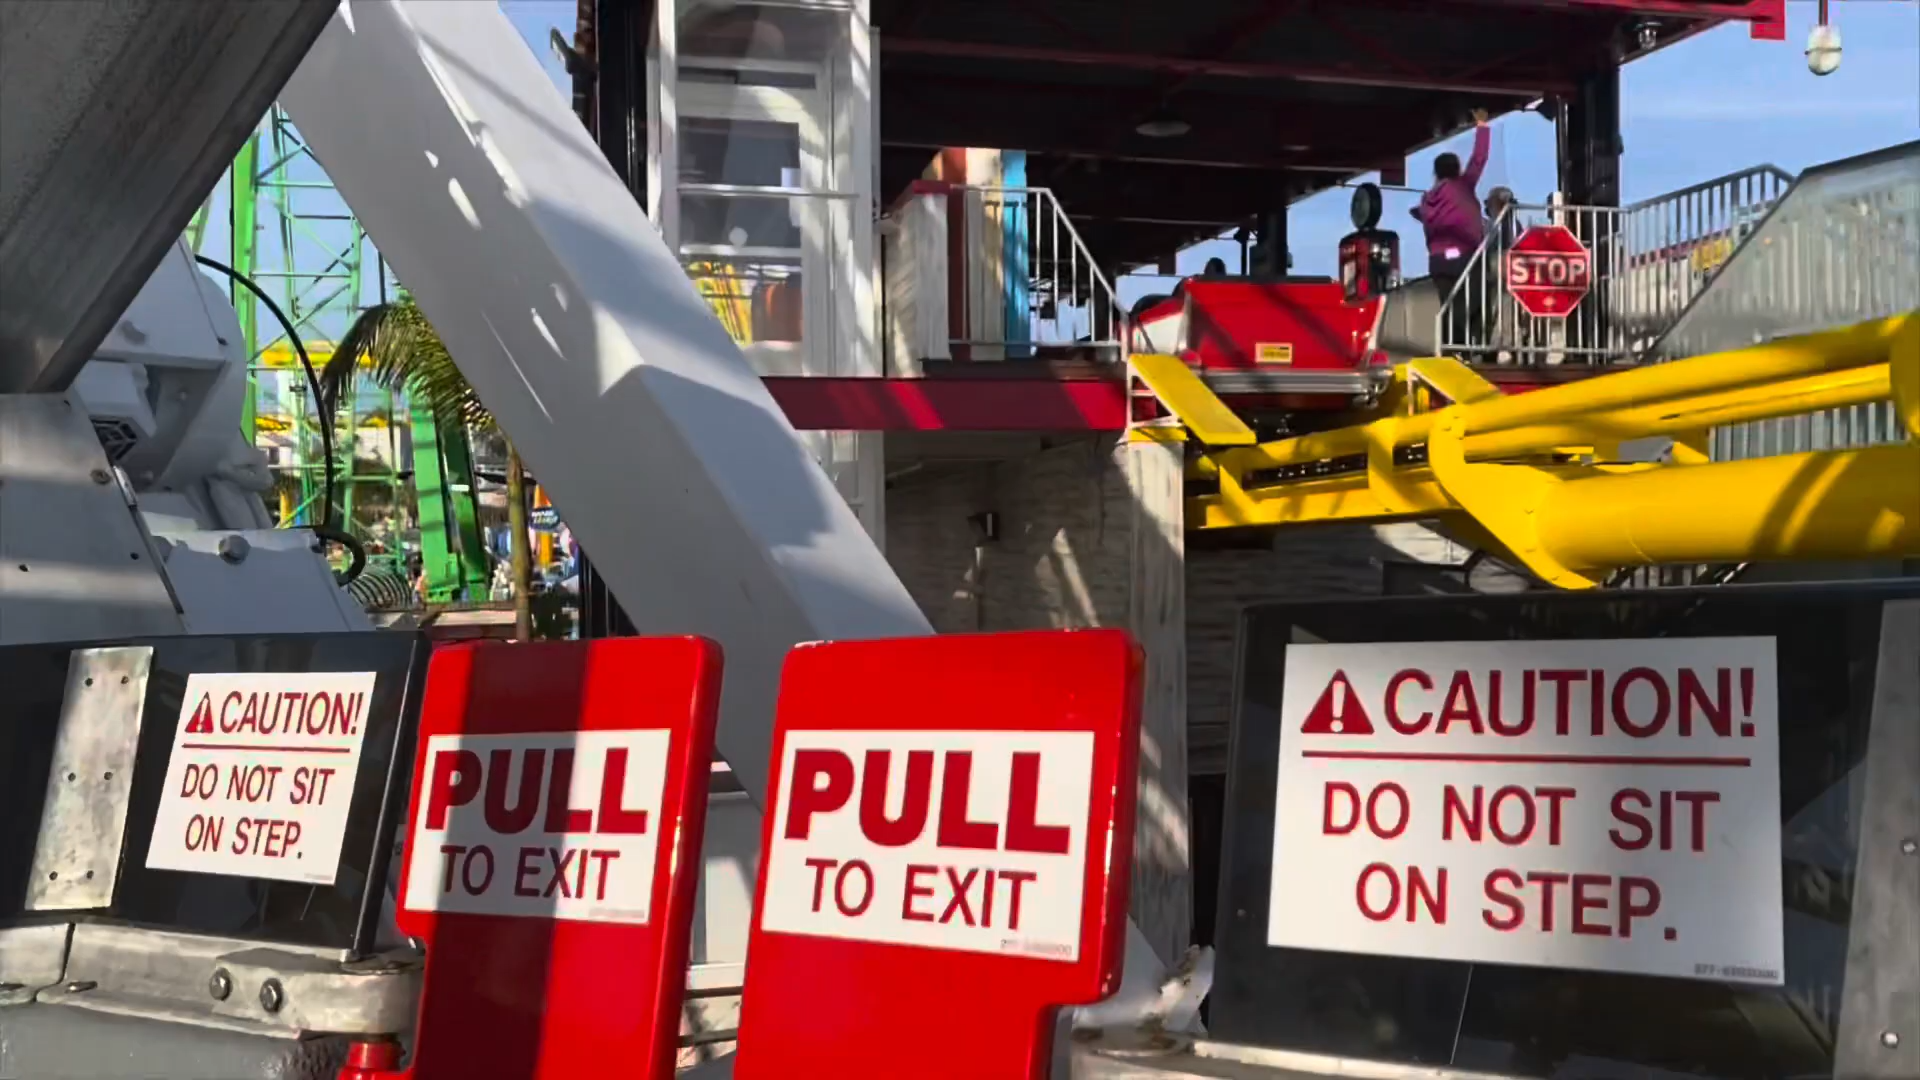 STOP
CAUTION!
DO NOT SIT
ON STEP.
PULL
TO EXIT
PULL
TO EXIT
CAUTION!
DO NOT SIT
ON STEP.